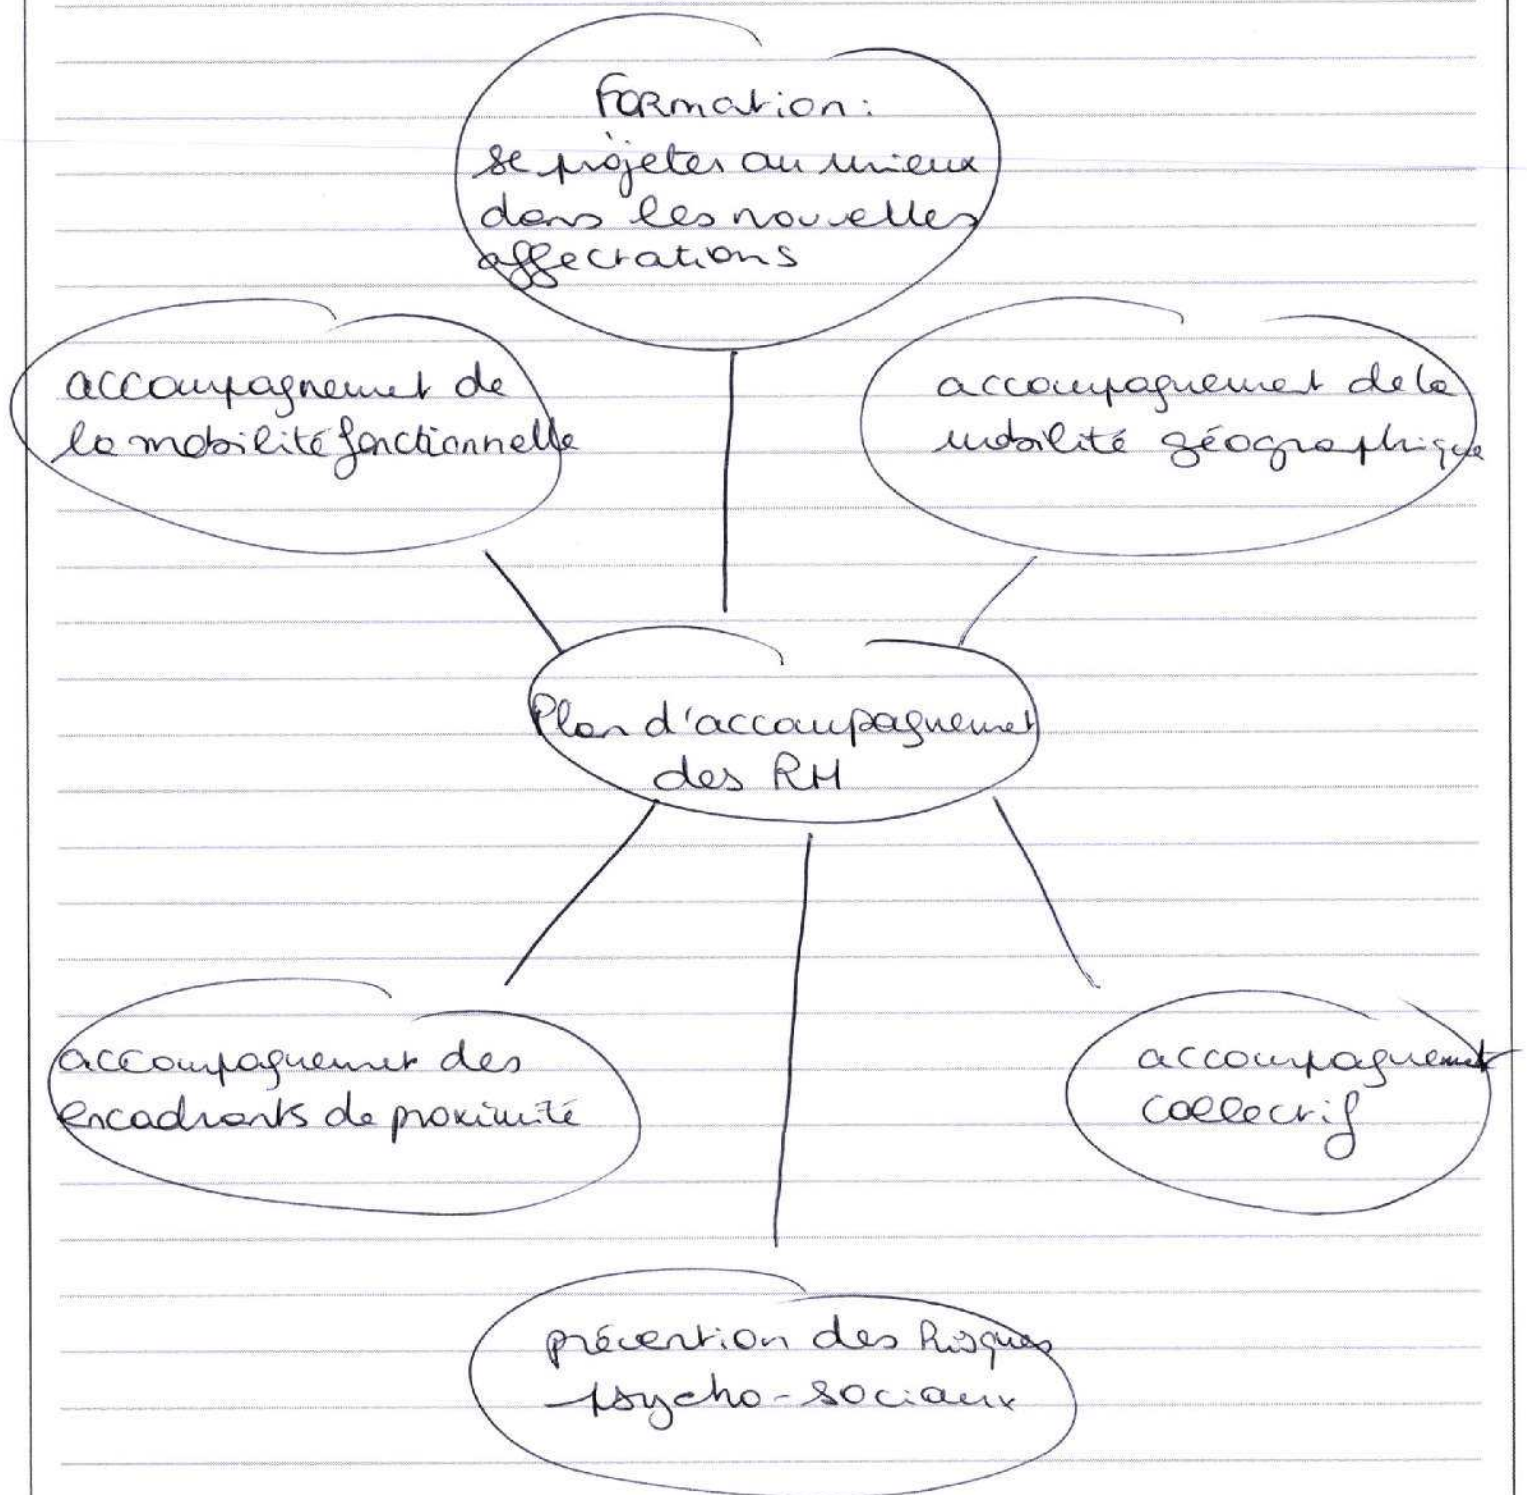 Formation :
se projeter au mieux
dans les nouvelles
affectations
accompagnement de
la mobilité fonctionnelle
accompagnement de la
mobilité géographique
Plan d'accompagnement
des RH
accompagnement des
encadrants de proximité
accompagnement
collectif
prévention des Risques
psycho-sociaux